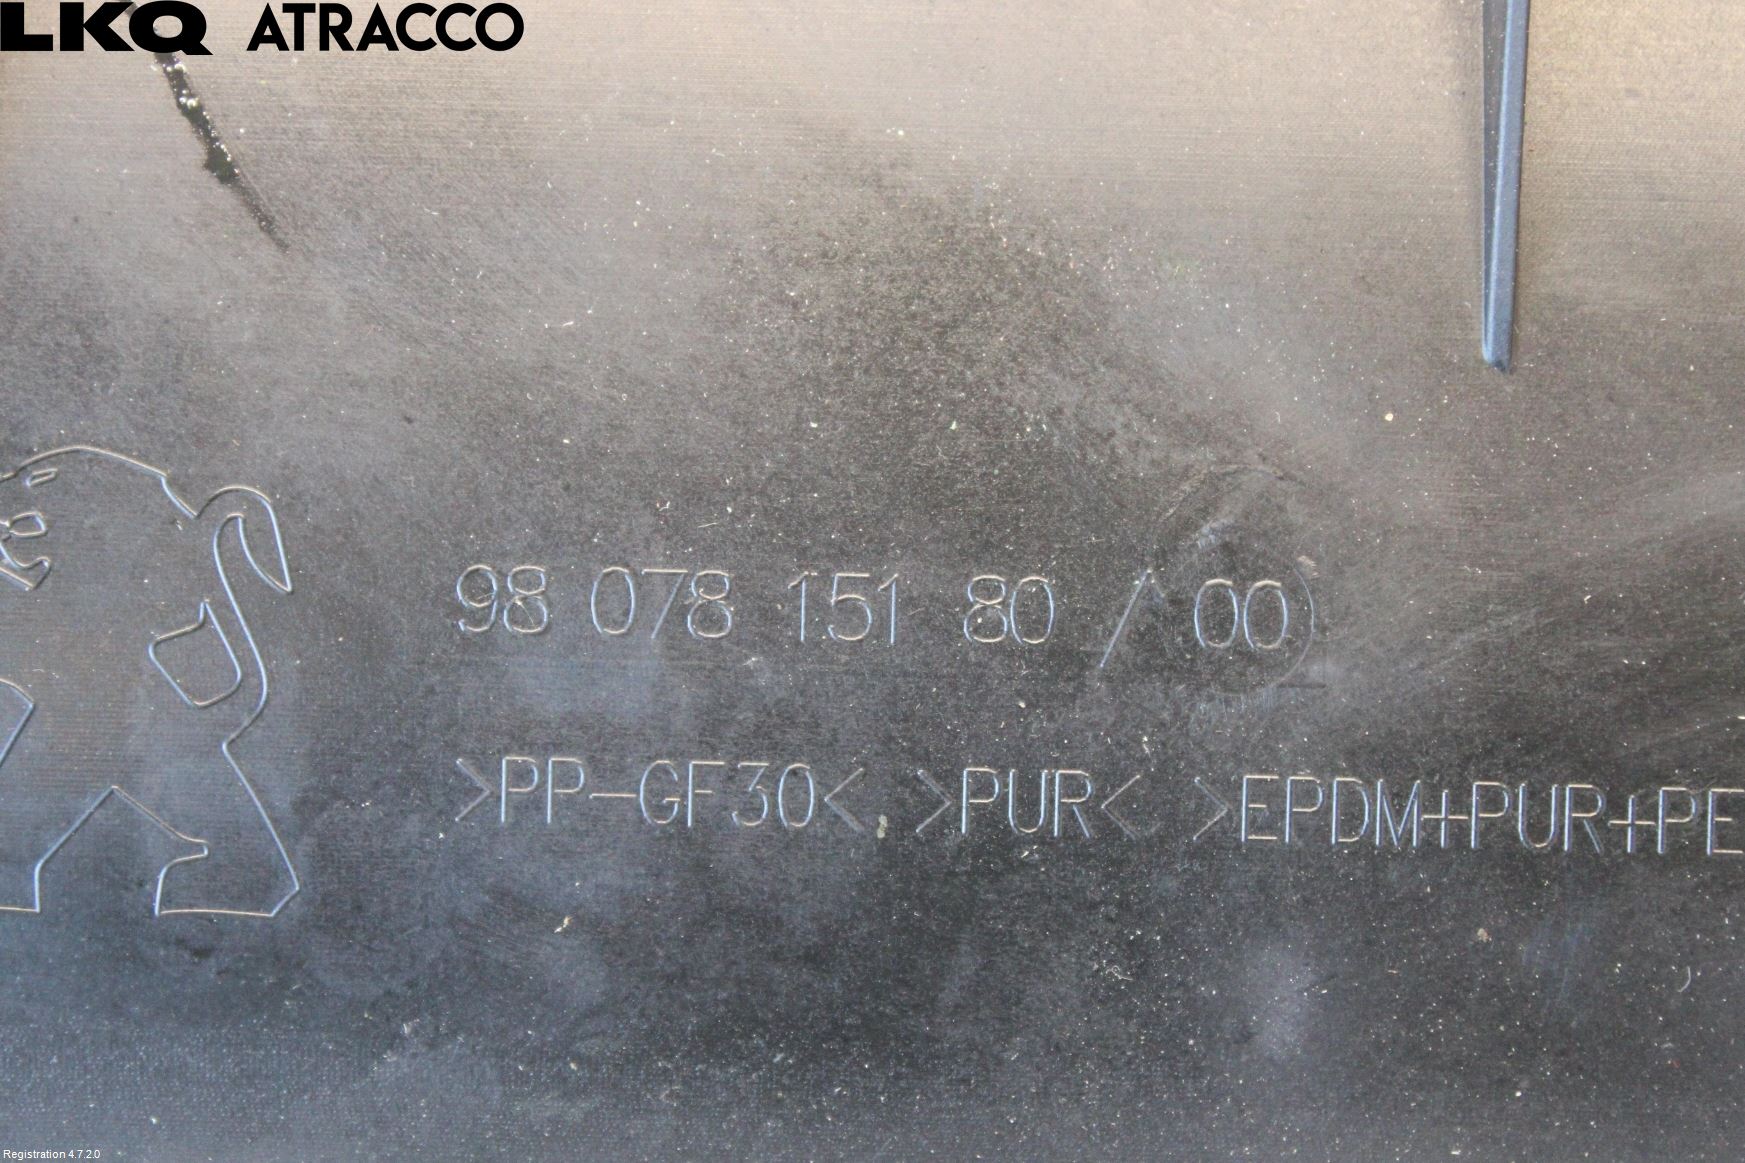 LKQ ATRACCO
98 078 151 80 / 00
>PP-GF30< >PUR< >EPDM+PUR+PE
Registration 4.7.2.0